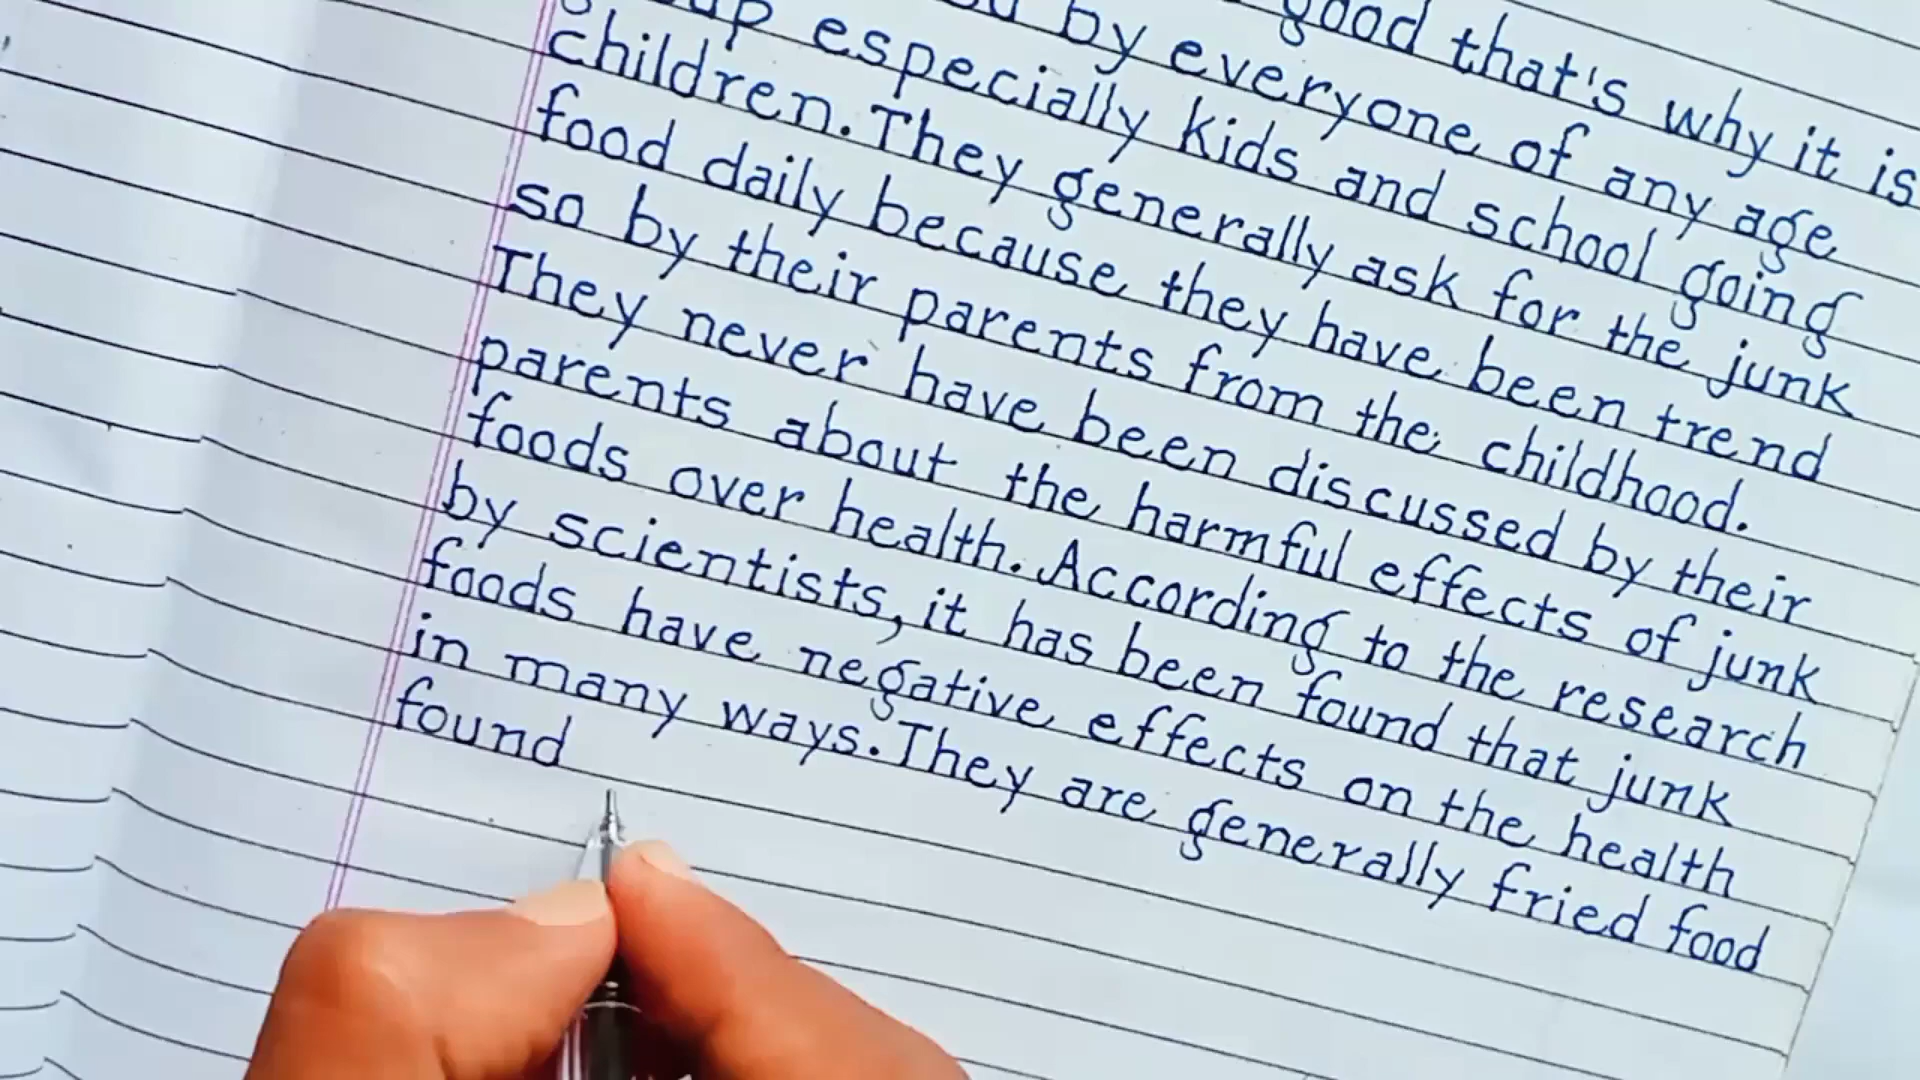 good that's why it is
by everyone of any age
especially kids and school going
children. They generally ask for the junk
food daily because they have been trend
so by their parents from the childhood.
They never have been discussed by their
parents about the harmful effects of junk
foods over health. According to the research
by scientists, it has been found that junk
foods have negative effects on the health
in many ways. They are generally fried food
found